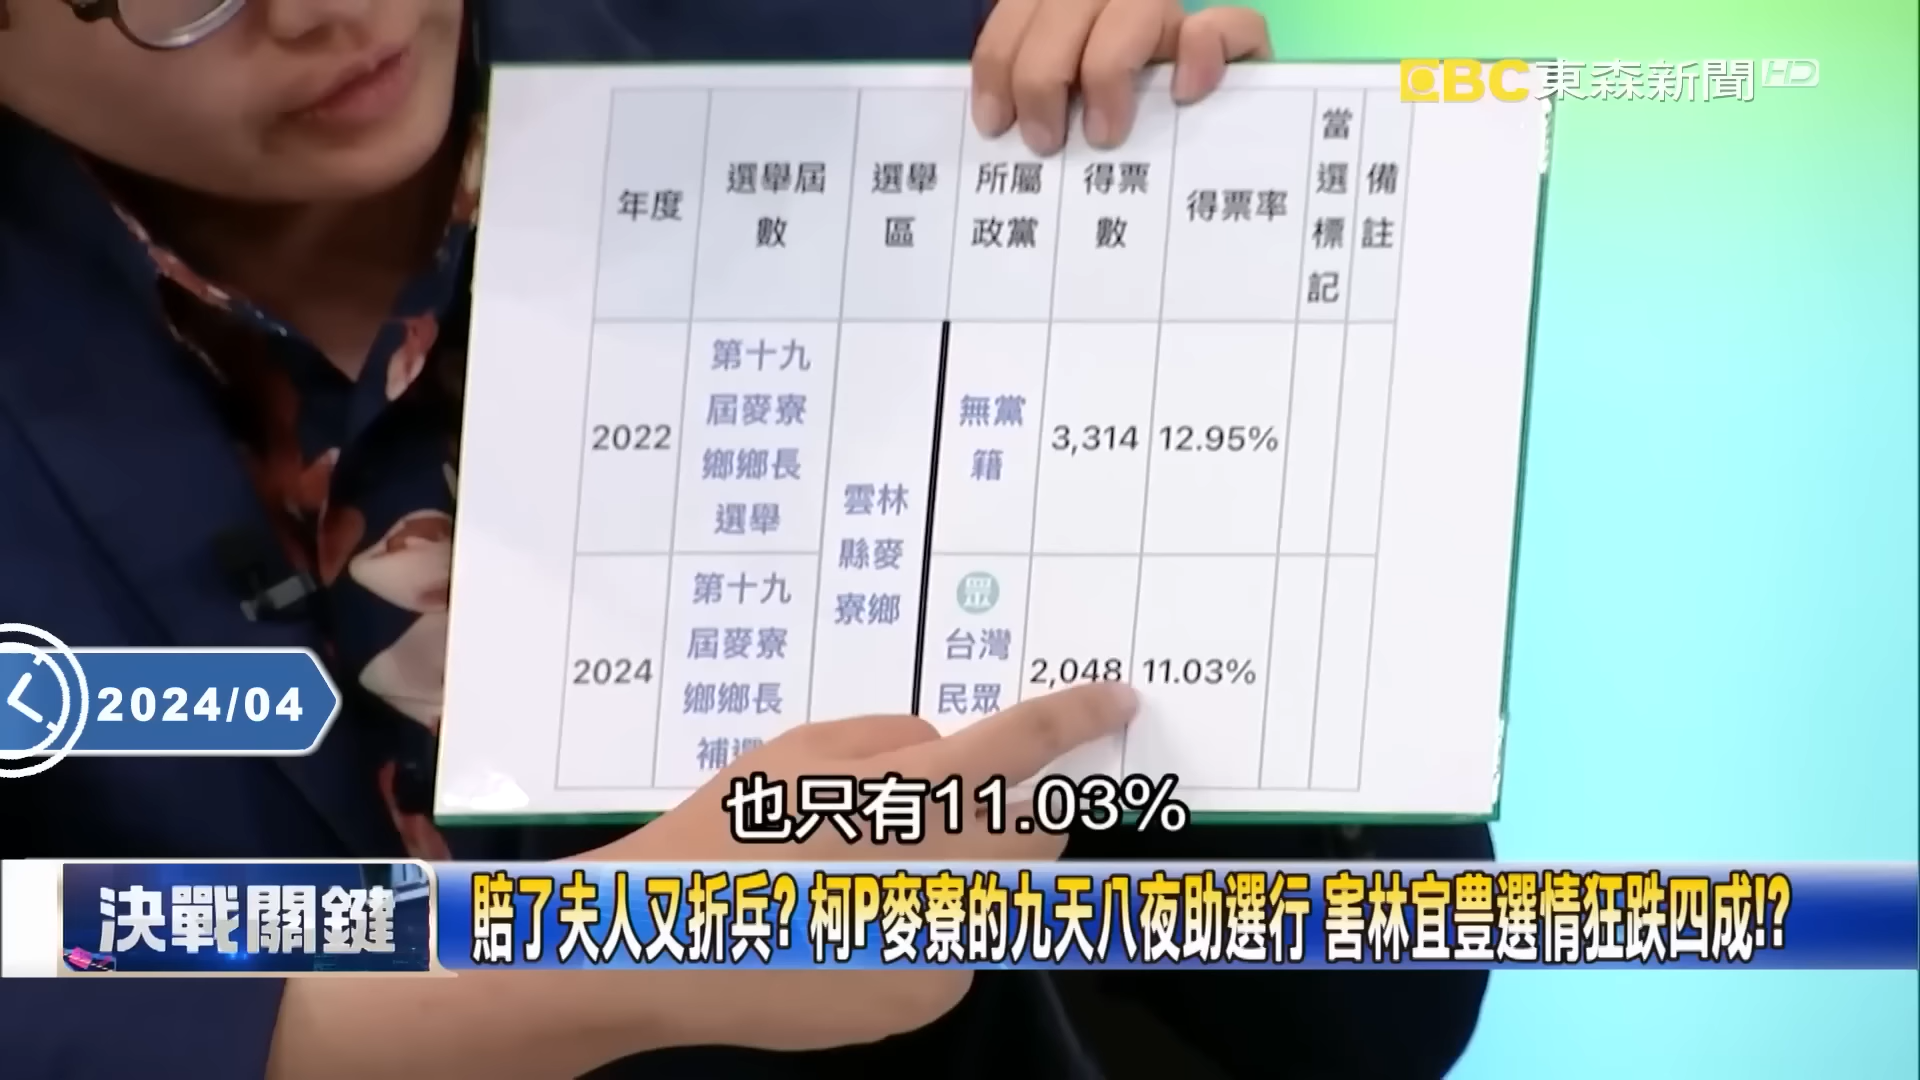 EBC 東森新聞 HD
年度
選舉屆
數
選舉
區
所屬
政黨
得票
數
得票率
當
選
標
記
備
註
2022
第十九
屆麥寮
鄉鄉長
選舉
雲林
縣麥
寮鄉
無黨
籍
3,314
12.95%
2024
第十九
屆麥寮
鄉鄉長
補選
眾
台灣
民眾
2,048
11.03%
2024/04
也只有11.03%
決戰關鍵
賠了夫人又折兵? 柯P麥寮的九天八夜助選行 害林宜豊選情狂跌四成!?